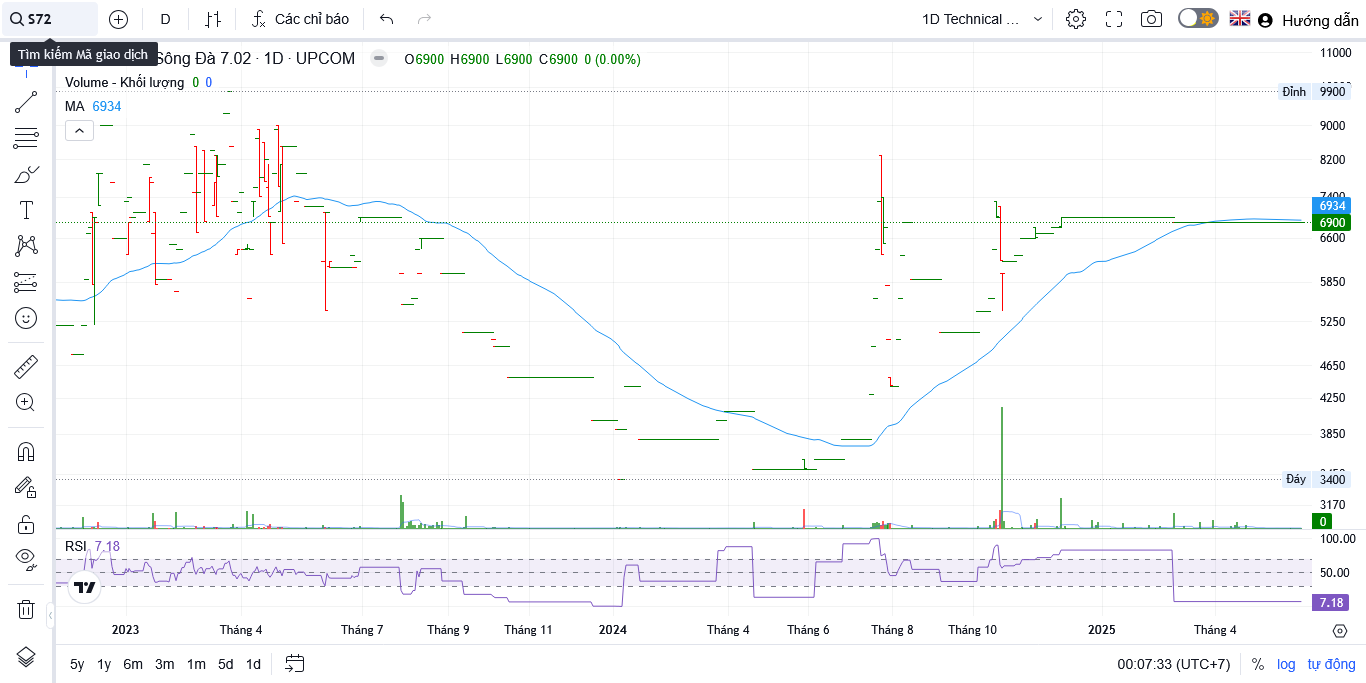 S72
D
Các chỉ báo
1D Technical ...
Hướng dẫn
Tìm kiếm Mã giao dịch
Sông Đà 7.02 · 1D · UPCOM
O6900 H6900 L6900 C6900 0 (0.00%)
Volume - Khối lượng 0 0
MA 6934
11000
Đỉnh 9900
9000
8200
7400
6934
6900
6600
5850
5250
4650
4250
3850
3450
Đáy 3400
3170
0
RSI 7.18
100.00
50.00
7.18
2023 Tháng 4 Tháng 7 Tháng 9 Tháng 11 2024 Tháng 4 Tháng 6 Tháng 8 Tháng 10 2025 Tháng 4
5y 1y 6m 3m 1m 5d 1d
00:07:33 (UTC+7) % log tự động